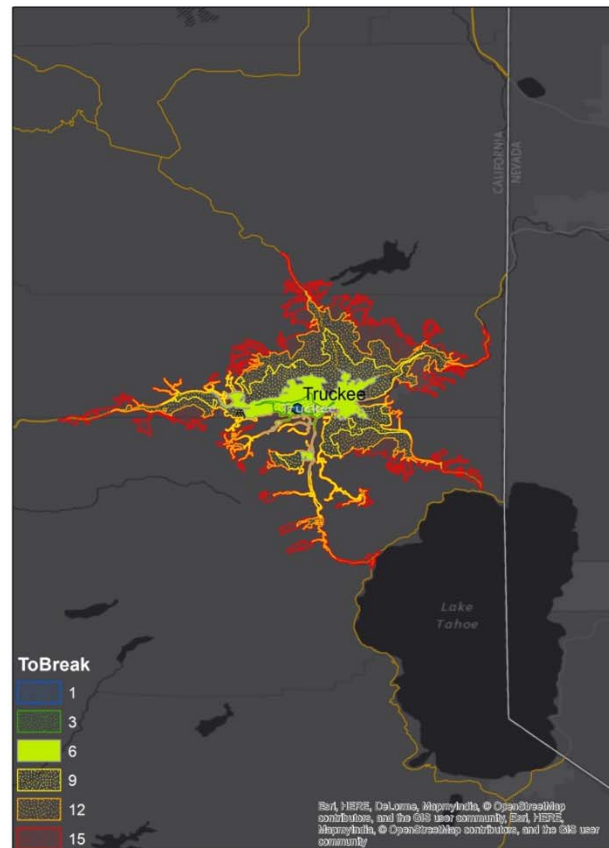 CALIFORNIA
NEVADA
Truckee
Truckee
Lake
Tahoe
ToBreak
1
3
6
9
12
15
Esri, HERE, DeLorme, MapmyIndia, © OpenStreetMap
contributors, and the GIS user community, Esri, HERE,
MapmyIndia, © OpenStreetMap contributors, and the GIS user
community